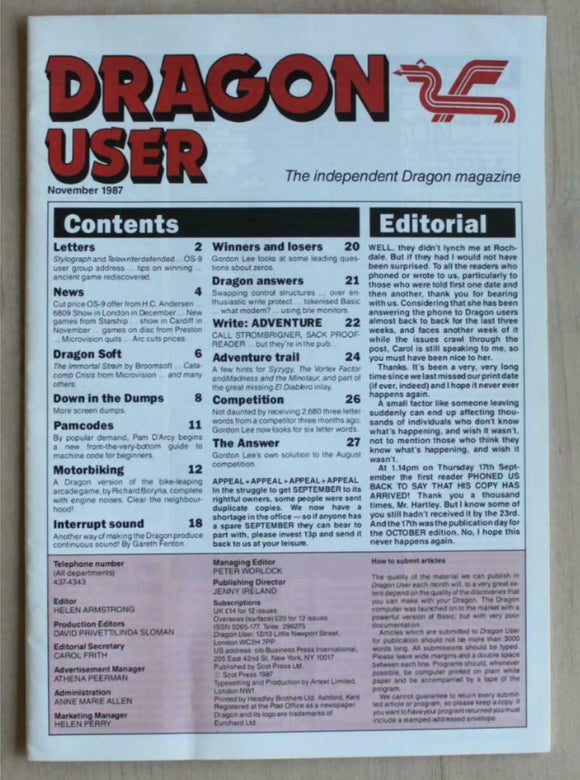 DRAGON
USER
November 1987
The independent Dragon magazine
Contents
Letters 2
Stylograph and Telewriter defended ... OS-9
user group address ... tips on winning ...
ancient game rediscovered.
News 4
Cut price OS-9 offer from H.C. Andersen ...
6809 Show in London in December ... New
games from Starship ... show in Cardiff in
November ... games on disc from Preston
... Microvision quits ... Arc cuts prices.
Dragon Soft 6
The Immortal Strain by Broomsoft ... Cata-
comb Crisis from Microvision ... and many
others.
Down in the Dumps 8
More screen dumps.
Pamcodes 11
By popular demand, Pam D'Arcy begins
a new from-the-very-bottom guide to
machine code for beginners.
Motorbiking 12
A Dragon version of the bike-leaping
arcade game, by Richard Boryna, complete
with engine noises. Clear the neighbour-
hood!
Interrupt sound 18
Another way of making the Dragon produce
continuous sound! By Gareth Fenton.
Winners and losers 20
Gordon Lee looks at some leading ques-
tions about zeros.
Dragon answers 21
Swapping control structures ... over en-
thusiastic write protect ... tokenised Basic
... what modem? ... using b/w monitors.
Write: ADVENTURE 22
CALL STROMBRIGNER, SACK PROOF-
READER ... but they're in the pub...
Adventure trail 24
A few hints for Syzygy, The Vortex Factor
and Madness and the Minotaur, and part of
the great missing El Diablero inlay.
Competition 26
Not daunted by receiving 2,680 three letter
words from a competitor three months ago,
Gordon Lee now looks for six letter words.
The Answer 27
Gordon Lee's own solution to the August
competition.
APPEAL+APPEAL+APPEAL+APPEAL+APPEAL
In the struggle to get SEPTEMBER to its
rightful owners, some people were sent
duplicate copies. We now have a
shortage in the office — so if anyone has
a spare SEPTEMBER they can bear to
part with, please invest 13p and send it
back to us at your leisure.
Editorial
WELL, they didn't lynch me at Roch-
dale. But if they had I would not have
been surprised. To all the readers who
phoned or wrote to us, particularly to
those who were told first one date and
then another, thank you for bearing
with us. Considering that she has been
answering the phone to Dragon users
almost back to back for the last three
weeks, and faces another week of it
while the issues crawl through the
post, Carol is still speaking to me, so
you must have been nice to her.
Thanks. It's been a very, very long
time since we last missed our print date
(if ever, indeed) and I hope it never ever
happens again.
A small factor like someone leaving
suddenly can end up affecting thou-
sands of individuals who don't know
what's happening, and wish it wasn't,
not to mention those who think they
know what's happening, and wish it
wasn't.
At 1.14pm on Thursday 17th Sept-
ember the first reader PHONED US
BACK TO SAY THAT HIS COPY HAS
ARRIVED! Thank you a thousand
times, Mr. Hartley. But I know some of
you still hadn't received it by the 23rd.
And the 17th was the publication day for
the OCTOBER edition. No, I hope this
never happens again.
Telephone number
(All departments)
437-4343
Editor
HELEN ARMSTRONG
Production Editors
DAVID PRIVETT/LINDA SLOMAN
Editorial Secretary
CAROL FRITH
Advertisement Manager
ATHENA PEERMAN
Administration
ANNE MARIE ALLEN
Marketing Manager
HELEN PERRY
Managing Editor
PETER WORLOCK
Publishing Director
JENNY IRELAND
Subscriptions
UK £14 for 12 issues
Overseas (surface) £20 for 12 issues
ISSN 0265-177. Telex: 296275
Dragon User, 12/13 Little Newport Street,
London WC2H 7PP
US address: c/o Business Press International,
205 East 42nd St, New York, NY 10017
Published by Scot Press Ltd.
© Scot Press 1987
Typesetting and Production by Artext Limited,
London NW1.
Printed by Headley Brothers Ltd. Ashford, Kent
Registered at the Post Office as a newspaper.
Dragon and its logo are trademarks of
Eurohard Ltd.
How to submit articles
The quality of the material we can publish in
Dragon User each month will, to a very great ex-
tent depend on the quality of the discoveries that
you can make with your Dragon. The Dragon
computer was launched on to the market with a
powerful version of Basic, but with very poor
documentation.
Articles which are submitted to Dragon User
for publication should not be more than 3000
words long. All submissions should be typed.
Please leave wide margins and a double space
between each line. Programs should, whenever
possible, be computer printed on plain white
paper and be accompanied by a tape of the
program.
We cannot guarantee to return every submit-
ted article or program, so please keep a copy. If
you want to have your program returned you must
include a stamped addressed envelope.